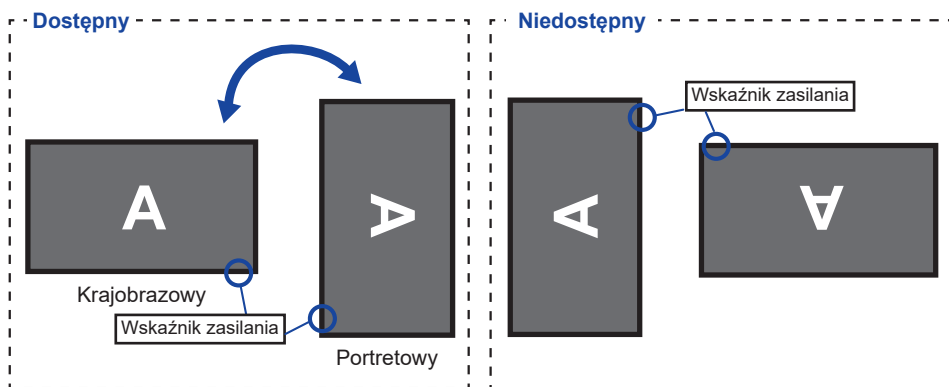 Dostępny
Niedostępny
Wskaźnik zasilania
A
A
A
A
Krajobrazowy
Wskaźnik zasilania
Portretowy